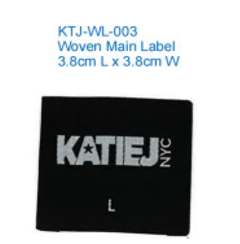 KTJ-WL-003
Woven Main Label
3.8cm L x 3.8cm W
KATIEJ NYC
L